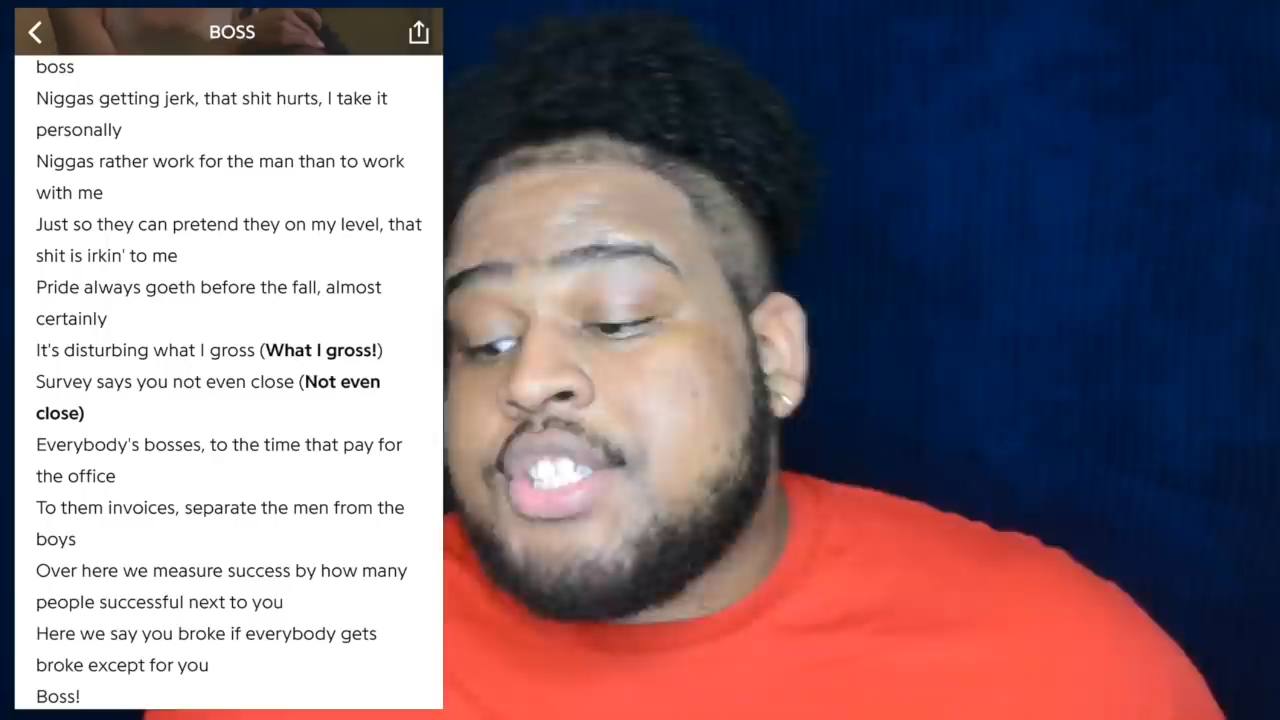 BOSS
boss
Niggas getting jerk, that shit hurts, I take it
personally
Niggas rather work for the man than to work
with me
Just so they can pretend they on my level, that
shit is irkin' to me
Pride always goeth before the fall, almost
certainly
It's disturbing what I gross (What I gross!)
Survey says you not even close (Not even
close)
Everybody's bosses, to the time that pay for
the office
To them invoices, separate the men from the
boys
Over here we measure success by how many
people successful next to you
Here we say you broke if everybody gets
broke except for you
Boss!